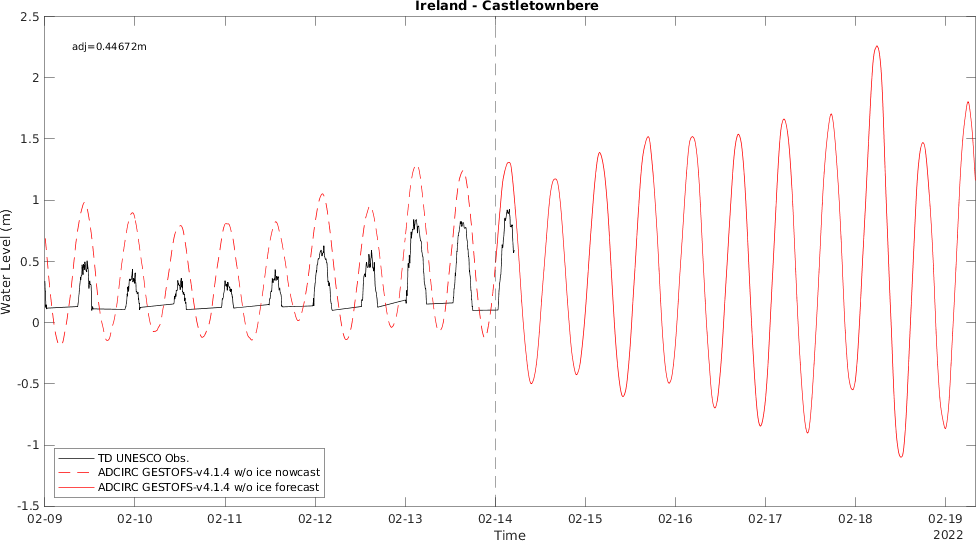 Ireland - Castletownbere
adj=0.44672m
2.5
2
1.5
1
0.5
0
-0.5
-1
-1.5
Water Level (m)
TD UNESCO Obs.
ADCIRC GESTOFS-v4.1.4 w/o ice nowcast
ADCIRC GESTOFS-v4.1.4 w/o ice forecast
02-09 02-10 02-11 02-12 02-13 02-14 02-15 02-16 02-17 02-18 02-19
2022
Time